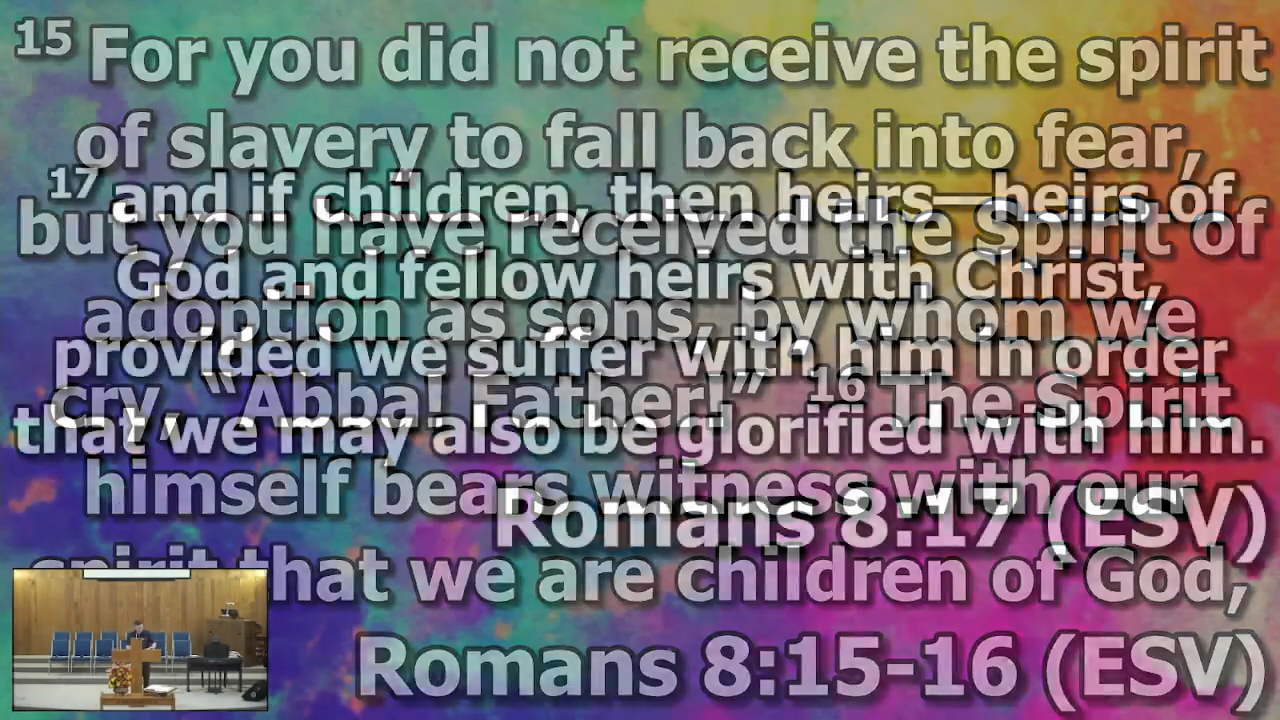 15 For you did not receive the spirit
of slavery to fall back into fear,
but you have received the Spirit of
adoption as sons, by whom we
cry, “Abba! Father!” 16 The Spirit
himself bears witness with our
spirit that we are children of God,
Romans 8:15-16 (ESV)
17 and if children, then heirs—heirs of
God and fellow heirs with Christ,
provided we suffer with him in order
that we may also be glorified with him.
Romans 8:17 (ESV)